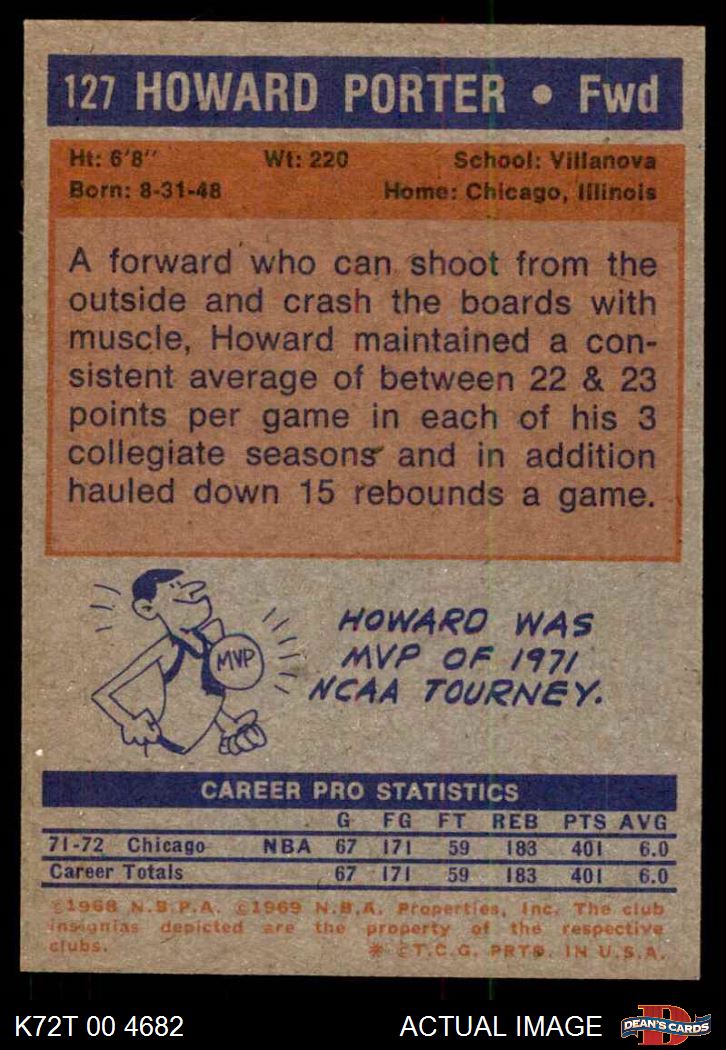 127 HOWARD PORTER • Fwd
Ht: 6'8" Wt: 220 School: Villanova
Born: 8-31-48 Home: Chicago, Illinois
A forward who can shoot from the
outside and crash the boards with
muscle, Howard maintained a con-
sistent average of between 22 & 23
points per game in each of his 3
collegiate seasons and in addition
hauled down 15 rebounds a game.
MVP
HOWARD WAS
MVP OF 1971
NCAA TOURNEY.
CAREER PRO STATISTICS
G FG FT REB PTS AVG
71-72 Chicago NBA 67 171 59 183 401 6.0
Career Totals 67 171 59 183 401 6.0
©1968 N.B.P.A. ©1969 N.B.A. Properties, Inc. The club
insignias depicted are the property of the respective
clubs. * ©T.C.G. PRTD. IN U.S.A.
K72T 00 4682 ACTUAL IMAGE D DEAN'S CARDS